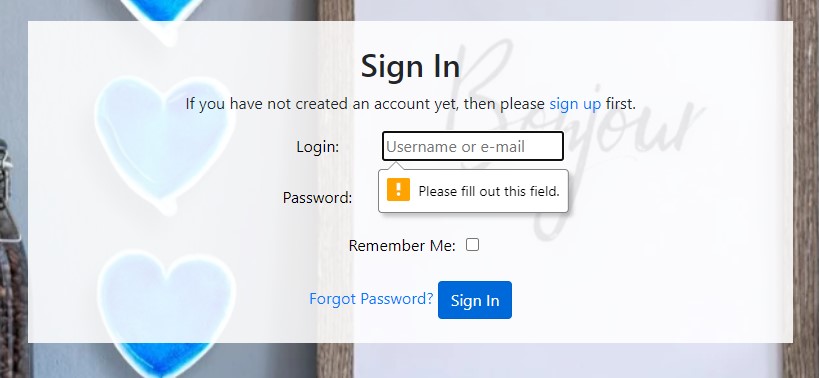 Sign In
If you have not created an account yet, then please sign up first.
Login: Username or e-mail
! Please fill out this field.
Password:
Remember Me:
Forgot Password? Sign In
Bonjour